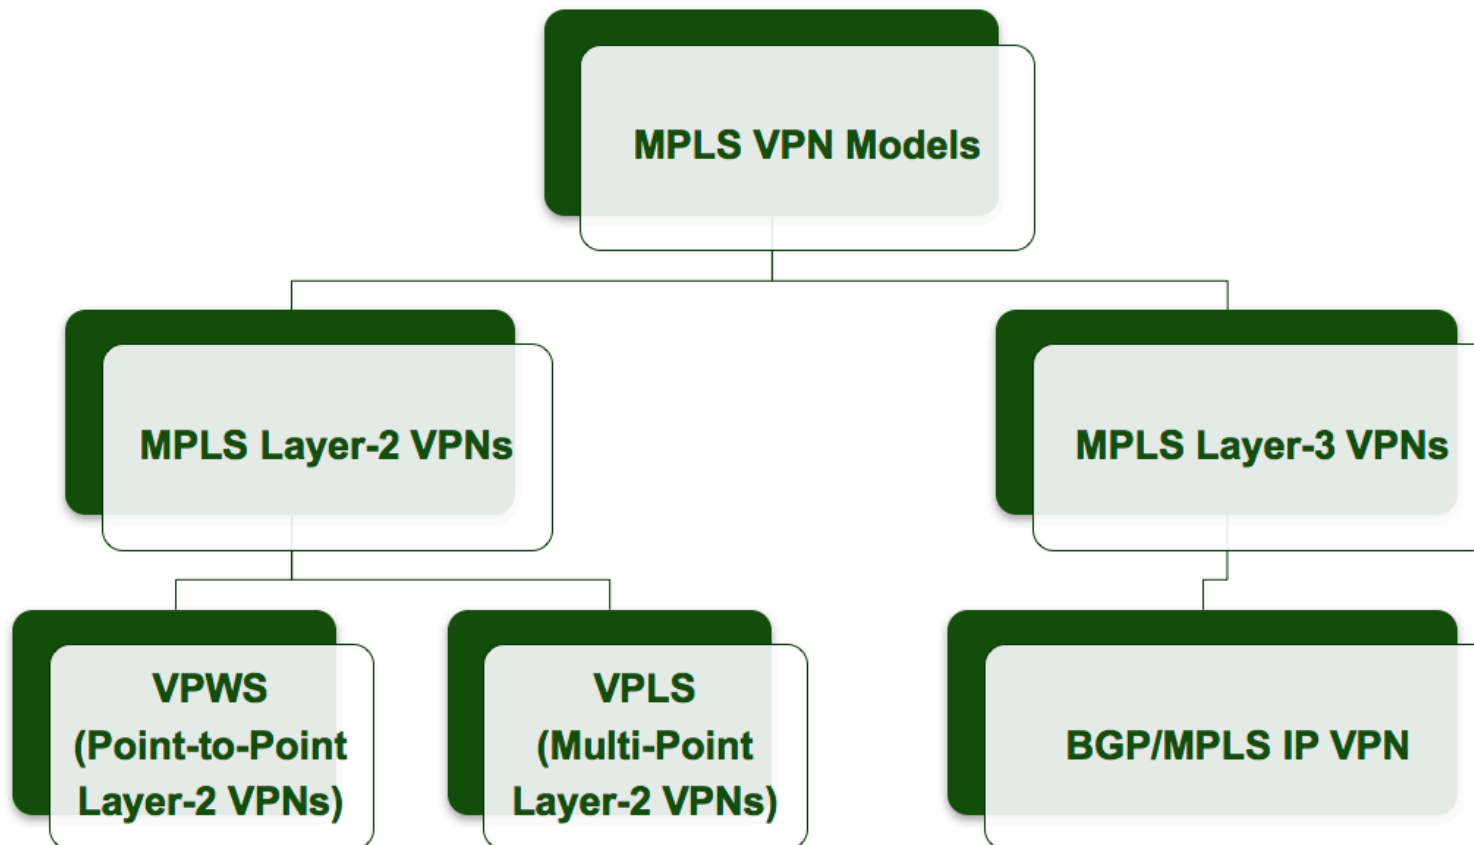 MPLS VPN Models
MPLS Layer-2 VPNs
MPLS Layer-3 VPNs
VPWS
(Point-to-Point
Layer-2 VPNs)
VPLS
(Multi-Point
Layer-2 VPNs)
BGP/MPLS IP VPN